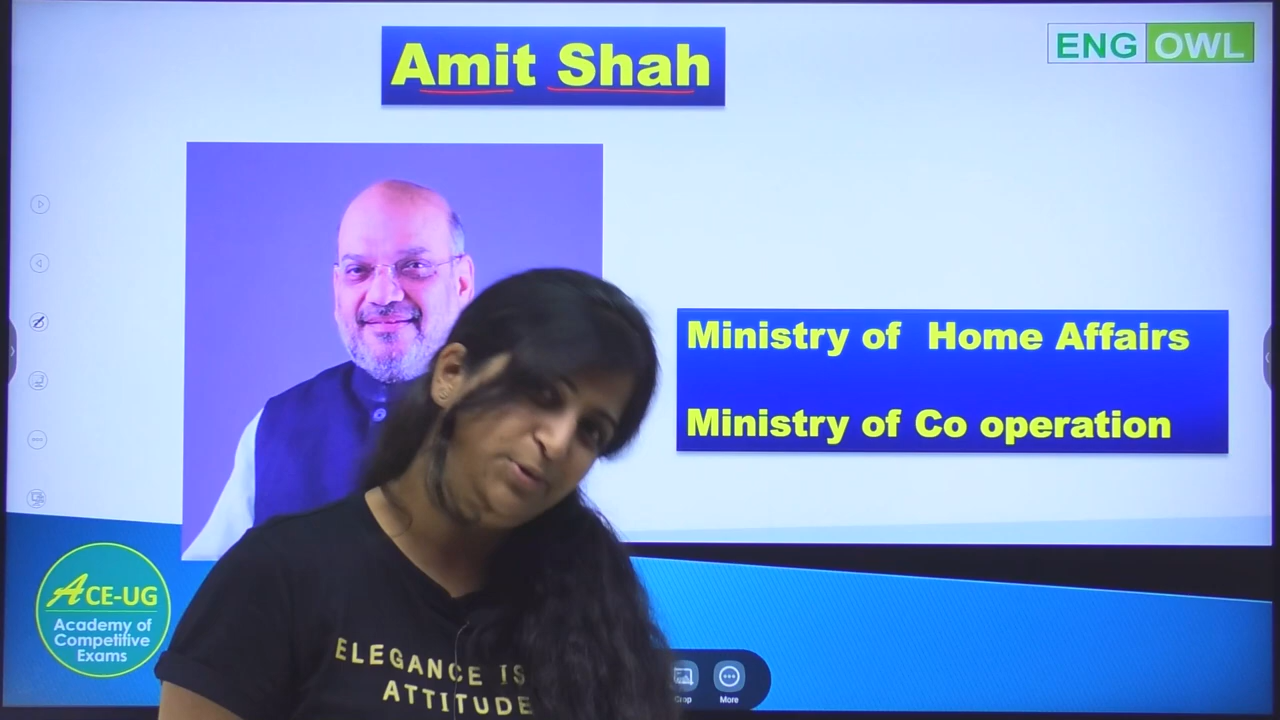 Amit Shah
ENG OWL
Ministry of Home Affairs
Ministry of Co operation
ACE-UG
Academy of
Competitive
Exams
ELEGANCE IS
ATTITUDE
Crop
More